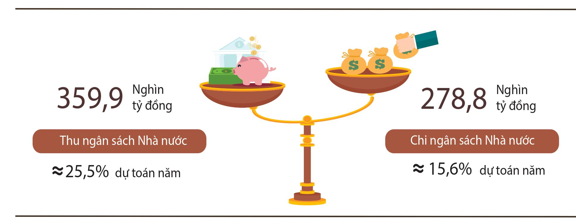 359,9 Nghìn
tỷ đồng
Thu ngân sách Nhà nước
≈25,5% dự toán năm
$ $
278,8 Nghìn
tỷ đồng
Chi ngân sách Nhà nước
≈ 15,6% dự toán năm